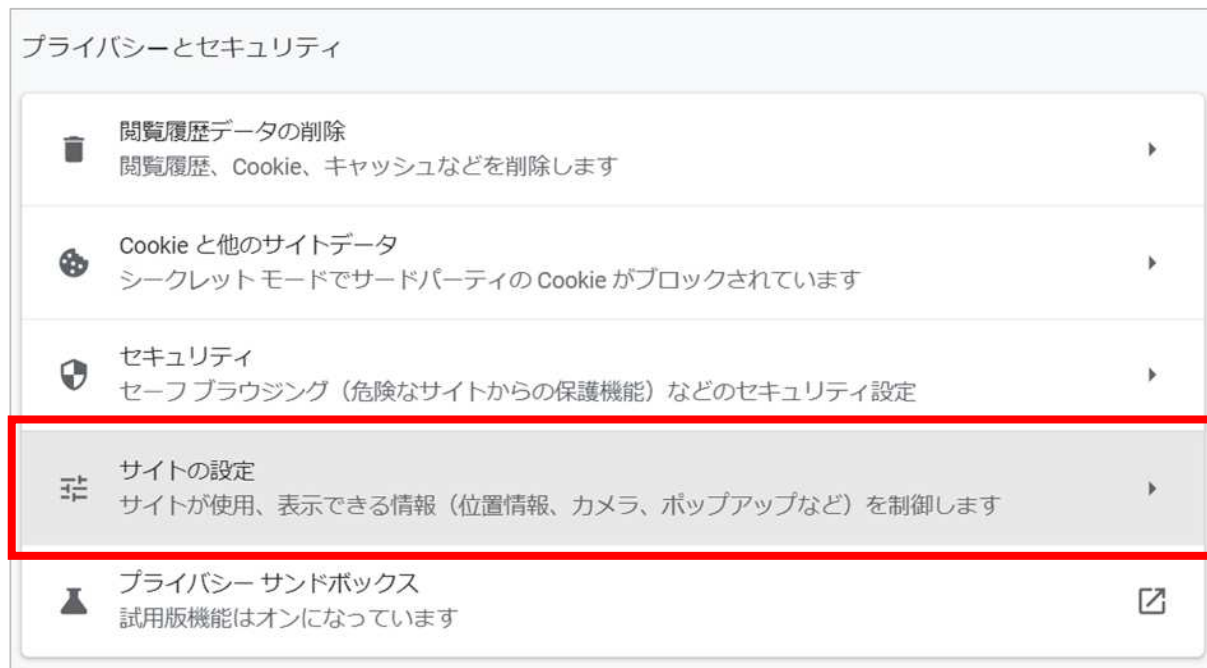 プライバシーとセキュリティ
閲覧履歴データの削除
閲覧履歴、Cookie、キャッシュなどを削除します
Cookie と他のサイトデータ
シークレット モードでサードパーティの Cookie がブロックされています
セキュリティ
セーフ ブラウジング（危険なサイトからの保護機能）などのセキュリティ設定
サイトの設定
サイトが使用、表示できる情報（位置情報、カメラ、ポップアップなど）を制御します
プライバシー サンドボックス
試用版機能はオンになっています